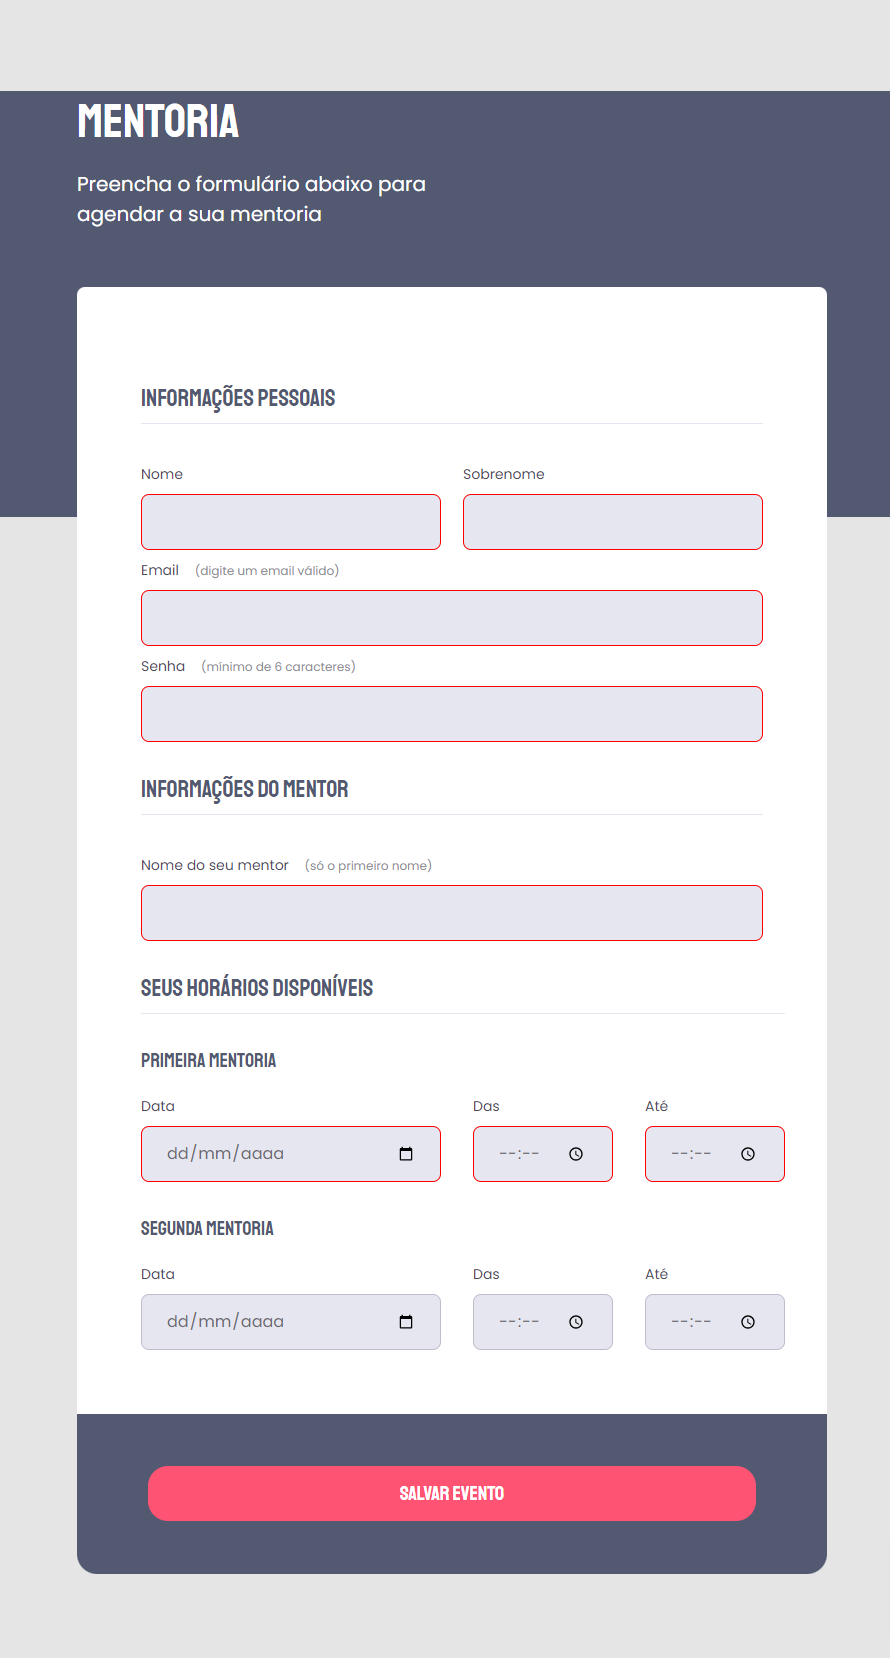 MENTORIA
Preencha o formulário abaixo para
agendar a sua mentoria
INFORMAÇÕES PESSOAIS
Nome Sobrenome
Email (digite um email válido)
Senha (mínimo de 6 caracteres)
INFORMAÇÕES DO MENTOR
Nome do seu mentor (só o primeiro nome)
SEUS HORÁRIOS DISPONÍVEIS
PRIMEIRA MENTORIA
Data Das Até
dd/mm/aaaa --:-- --:--
SEGUNDA MENTORIA
Data Das Até
dd/mm/aaaa --:-- --:--
SALVAR EVENTO